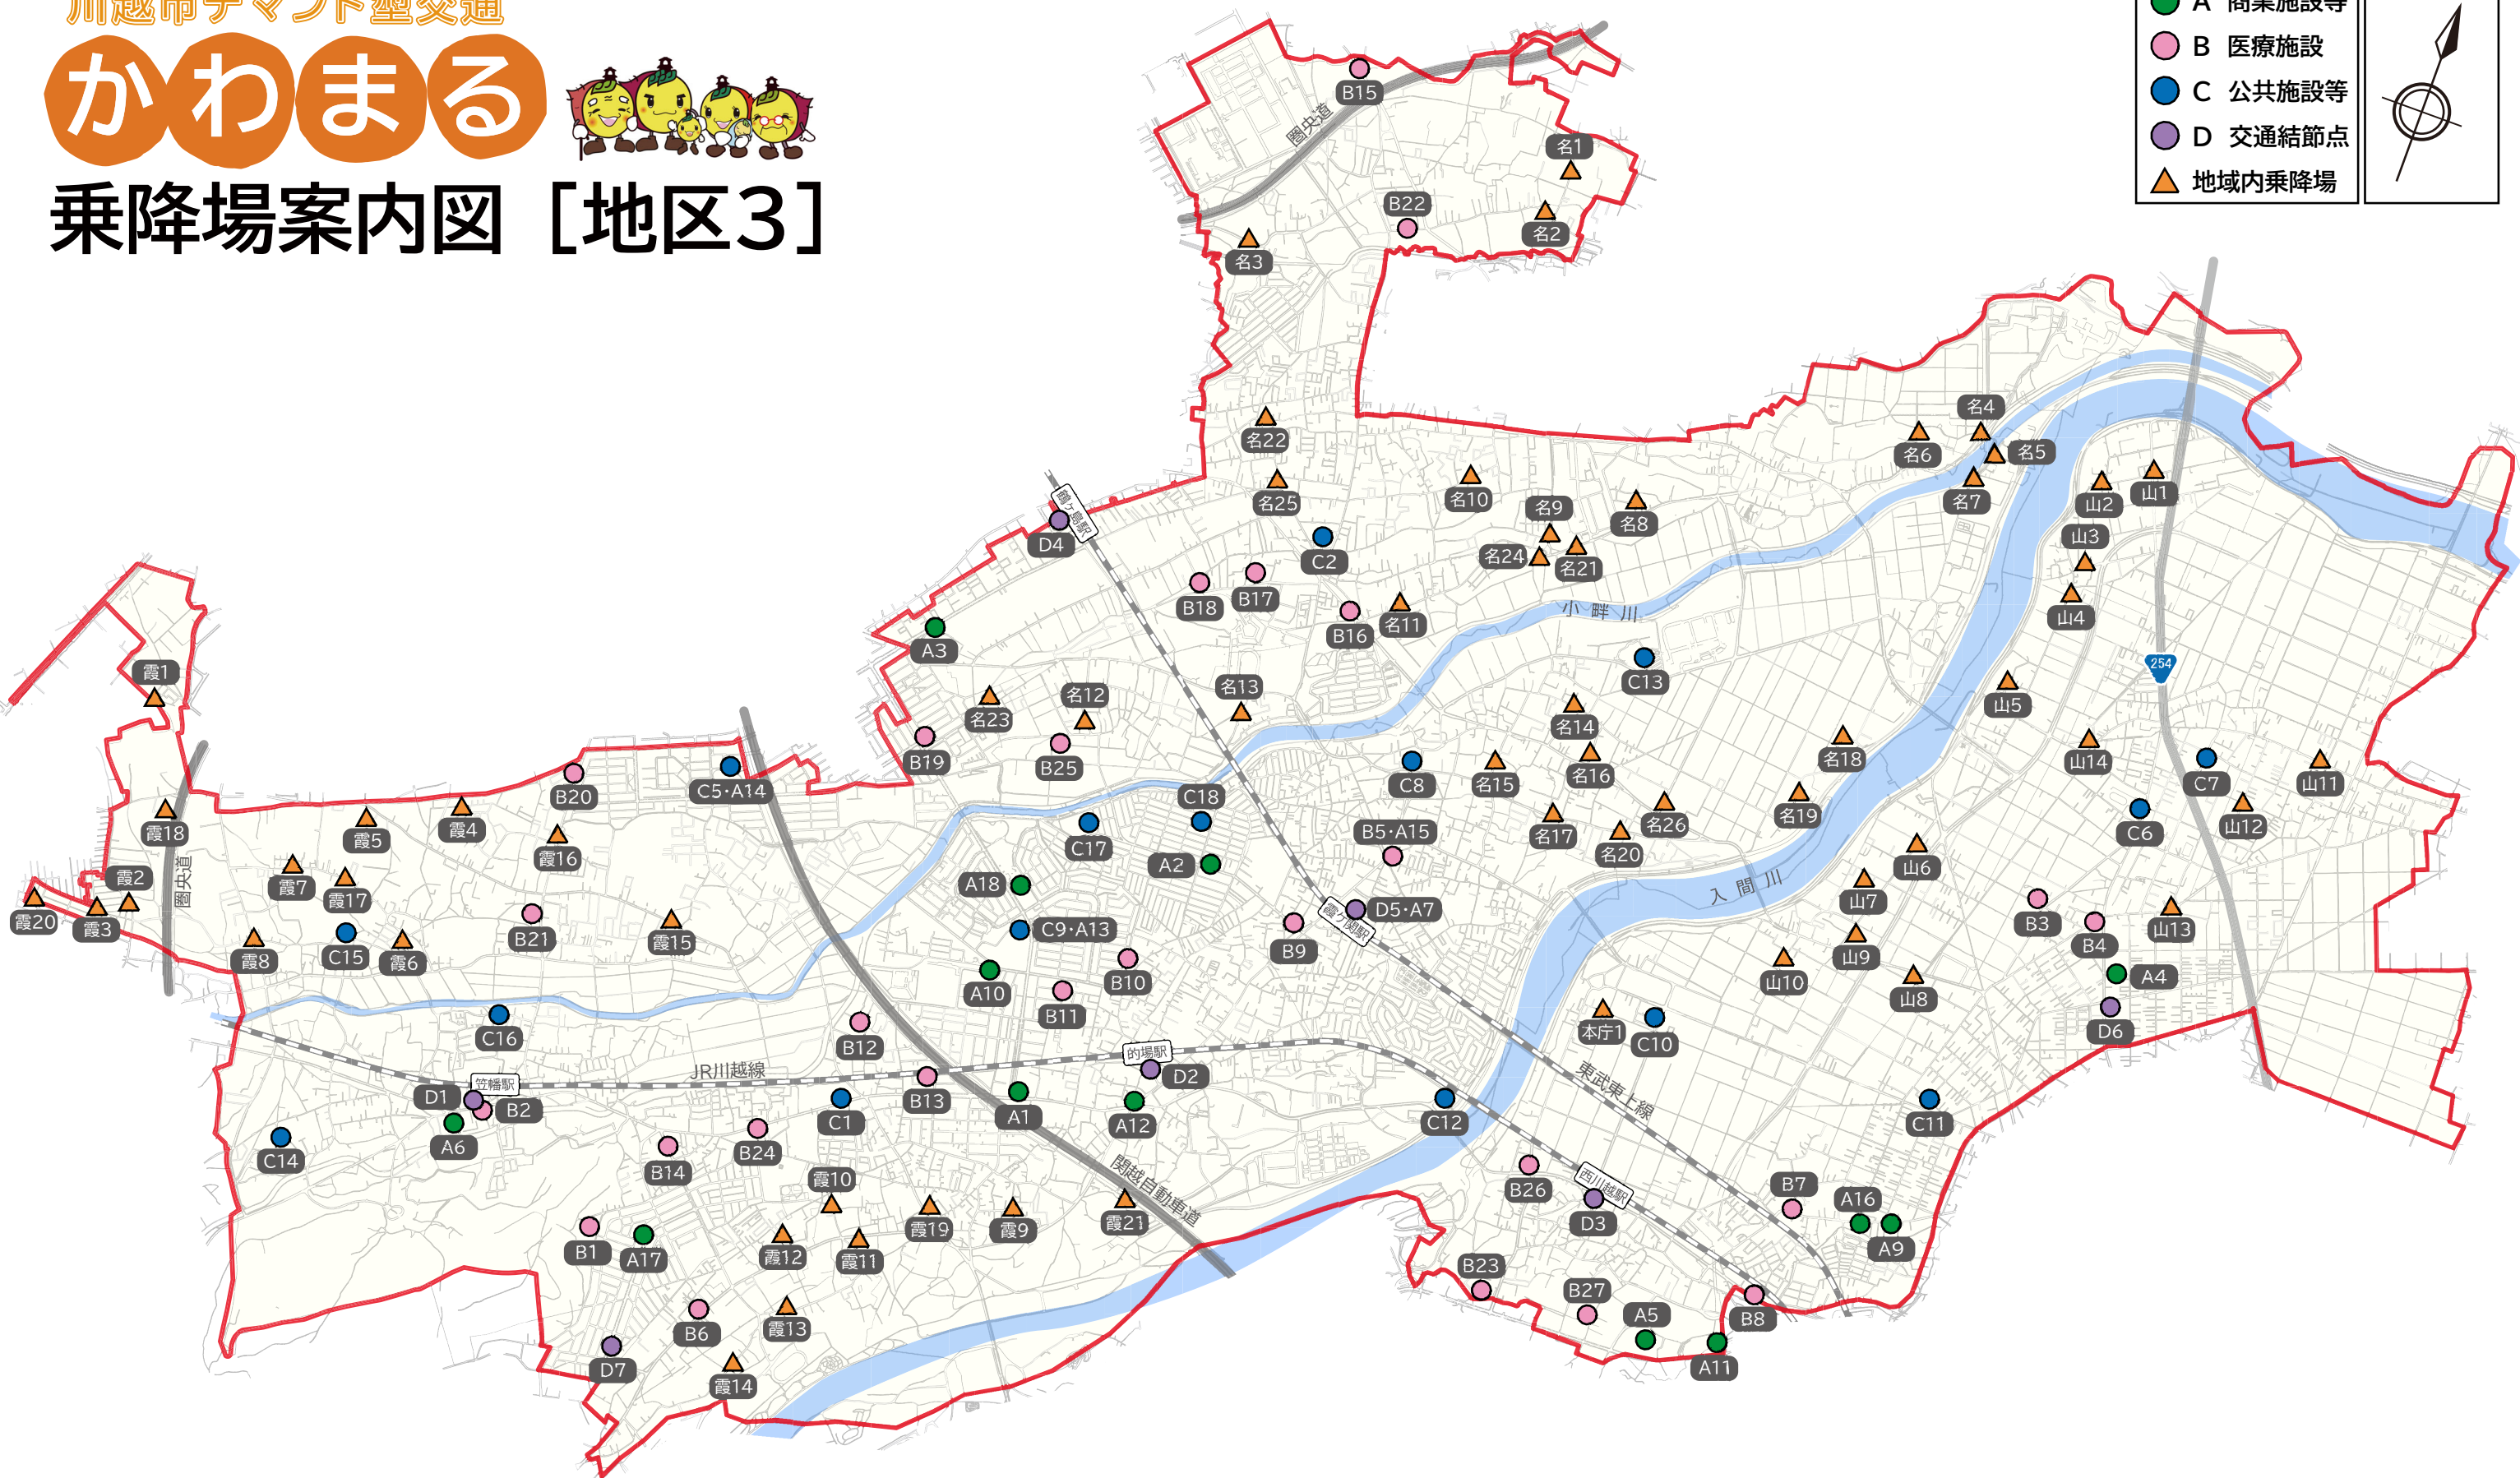 川越市デマンド型交通
かわまる
乗降場案内図［地区３］
A 商業施設等
B 医療施設
C 公共施設等
D 交通結節点
地域内乗降場
B15
圏央道
名1
B22
名2
名3
名4
名22
名6
名5
名25
名10
名9
名8
名7
山2
山1
鶴ヶ島駅
D4
C2
名24
名21
山3
B18
B17
B16
名11
小畔川
山4
A3
C13
254
霞1
名23
名12
名13
名14
山5
B19
B25
C8
名15
名16
名18
山14
C7
山11
B20
C5・A14
C18
霞18
霞5
霞4
霞16
C17
B5・A15
名17
名26
名20
名19
C6
山12
圏央道
霞2
霞7
霞17
A18
A2
入間川
山6
山7
霞20
霞3
B21
霞15
C9・A13
B9
霞ケ関駅
D5・A7
B3
B4
山13
霞8
C15
霞6
A10
B10
B11
山10
山9
山8
A4
C16
B12
本庁1
C10
D6
笠幡駅
JR川越線
的場駅
D2
東武東上線
D1
B2
A6
C1
B13
A1
A12
C12
C11
C14
B14
B24
関越自動車道
霞10
B26
西川越駅
D3
B7
A16
A9
B1
A17
霞12
霞11
霞19
霞9
霞21
B23
B27
A5
B8
A11
B6
霞13
D7
霞14